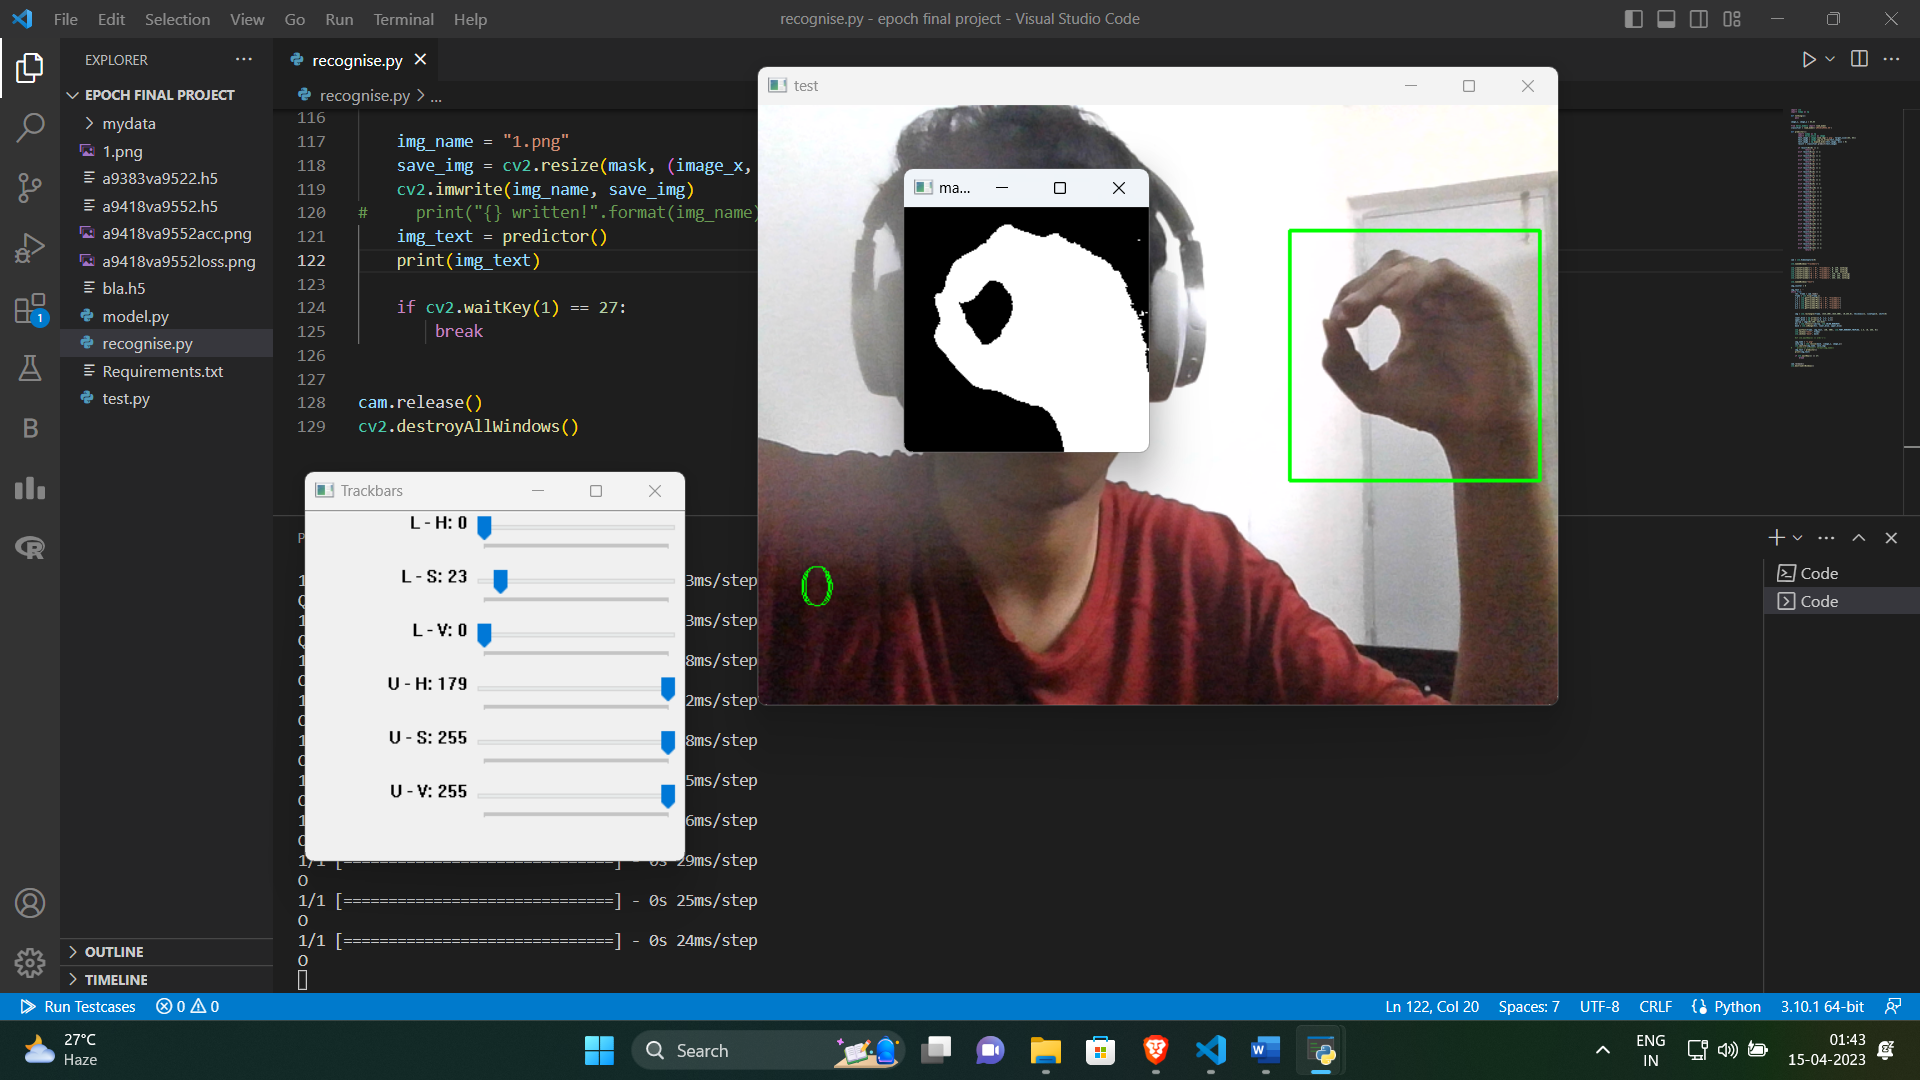 File Edit Selection View Go Run Terminal Help
recognise.py - epoch final project - Visual Studio Code
EXPLORER
EPOCH FINAL PROJECT
mydata
1.png
a9383va9522.h5
a9418va9552.h5
a9418va9552acc.png
a9418va9552loss.png
bla.h5
model.py
recognise.py
Requirements.txt
test.py
OUTLINE
TIMELINE
recognise.py
recognise.py > ...
116
117 img_name = "1.png"
118 save_img = cv2.resize(mask, (image_x,
119 cv2.imwrite(img_name, save_img)
120 # print("{} written!".format(img_name)
121 img_text = predictor()
122 print(img_text)
123
124 if cv2.waitKey(1) == 27:
125 break
126
127
128 cam.release()
129 cv2.destroyAllWindows()
test
ma...
O
Trackbars
L - H: 0
L - S: 23
L - V: 0
U - H: 179
U - S: 255
U - V: 255
3ms/step
3ms/step
8ms/step
2ms/step
8ms/step
5ms/step
6ms/step
1/1 [==============================] - 0s 29ms/step
O
1/1 [==============================] - 0s 25ms/step
O
1/1 [==============================] - 0s 24ms/step
O
Code
Code
Run Testcases 0 0
Ln 122, Col 20 Spaces: 7 UTF-8 CRLF Python 3.10.1 64-bit
27°C
Haze
Search
ENG
IN
01:43
15-04-2023